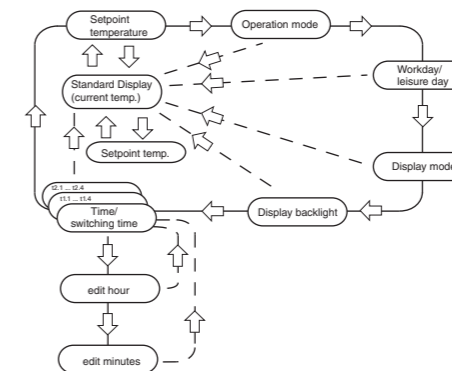 Setpoint
temperature
Operation mode
Workday/
leisure day
Standard Display
(current temp.)
Setpoint temp.
Display mode
t2.1 ... t2.4
t1.1 ... t1.4
Time/
switching time
Display backlight
edit hour
edit minutes